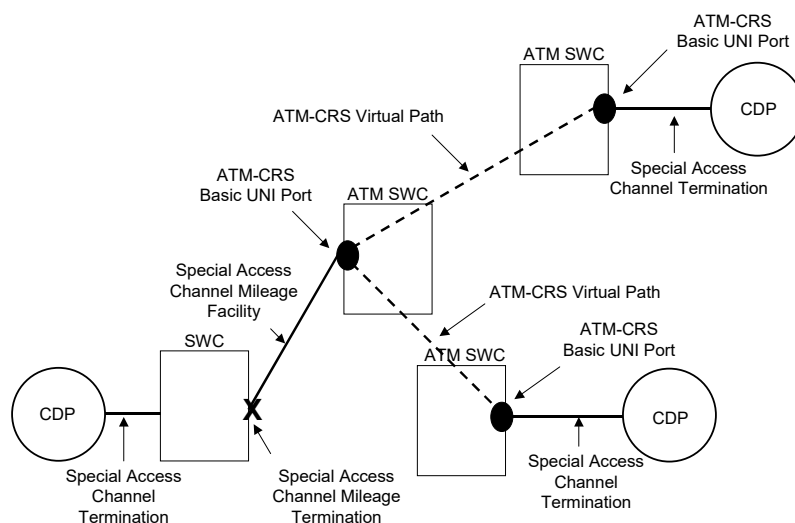 ATM-CRS
Basic UNI Port
ATM SWC
CDP
ATM-CRS Virtual Path
Special Access
Channel Termination
ATM-CRS
Basic UNI Port
ATM SWC
Special Access
Channel Mileage
Facility
ATM-CRS Virtual Path
SWC
ATM-CRS
Basic UNI Port
ATM SWC
CDP
X
CDP
Special Access
Channel
Termination
Special Access
Channel Mileage
Termination
Special Access
Channel
Termination